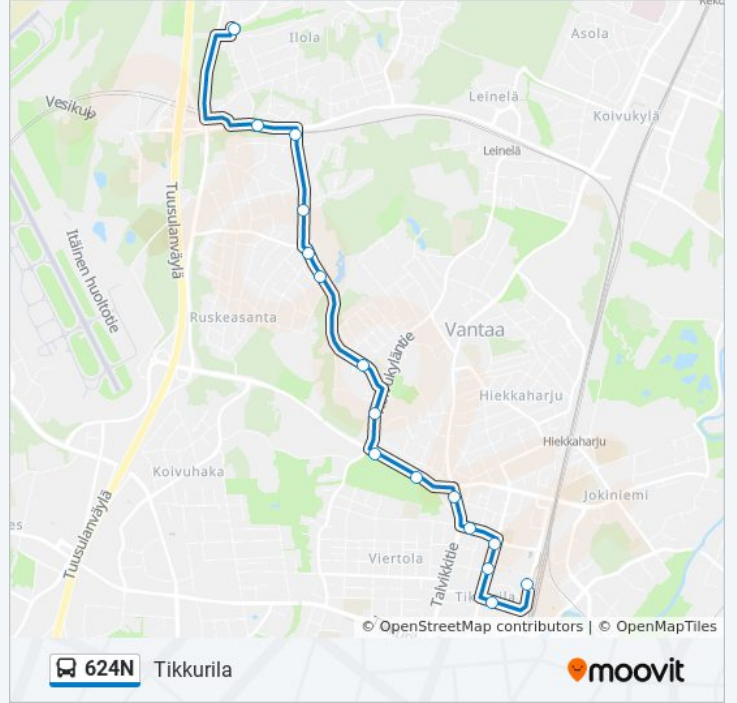 Ilola
Asola
Leinelä
Vesikuja
Koivukylä
Leinelä
Tuusulanväylä
Itäinen huoltotie
Ruskeasanta
Vantaa
Hiekkaharju
Hiekkaharju
Koivuhaka
Jokiniemi
Tuusulanväylä
Viertola
Talvikkitie
© OpenStreetMap contributors | © OpenMapTiles
624N Tikkurila
moovit